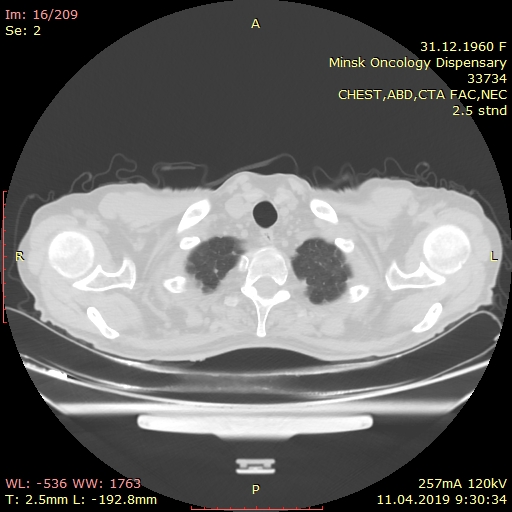 Im: 16/209
Se: 2
A
31.12.1960 F
Minsk Oncology Dispensary
33734
CHEST,ABD,CTA FAC,NEC
2.5 stnd
R
L
WL: -536 WW: 1763
T: 2.5mm L: -192.8mm
P
257mA 120kV
11.04.2019 9:30:34